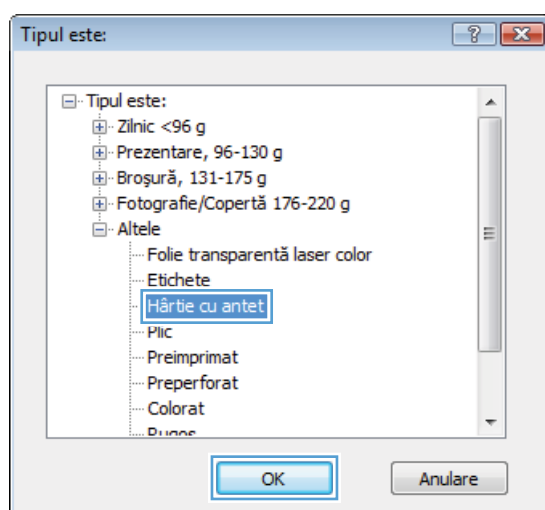 Tipul este:
Tipul este:
Zilnic <96 g
Prezentare, 96-130 g
Broşură, 131-175 g
Fotografie/Copertă 176-220 g
Altele
Folie transparentă laser color
Etichete
Hârtie cu antet
Plic
Preimprimat
Preperforat
Colorat
Rugos
OK Anulare